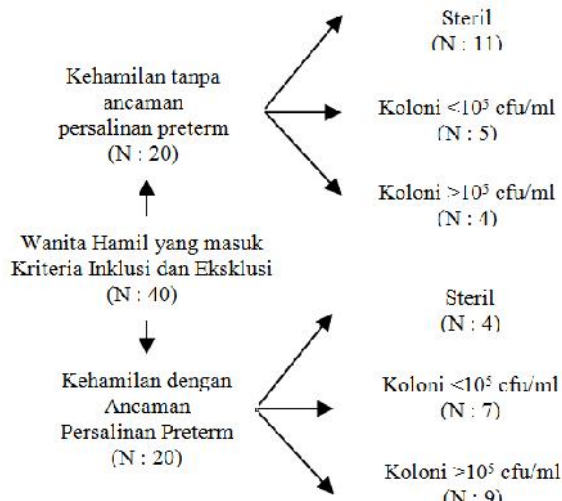 Steril
(N : 11)
Kehamilan tanpa
ancaman
persalinan preterm
(N : 20)
Koloni <10⁵ cfu/ml
(N : 5)
Koloni >10⁵ cfu/ml
(N : 4)
Wanita Hamil yang masuk
Kriteria Inklusi dan Eksklusi
(N : 40)
Steril
(N : 4)
Kehamilan dengan
Ancaman
Persalinan Preterm
(N : 20)
Koloni <10⁵ cfu/ml
(N : 7)
Koloni >10⁵ cfu/ml
(N : 9)